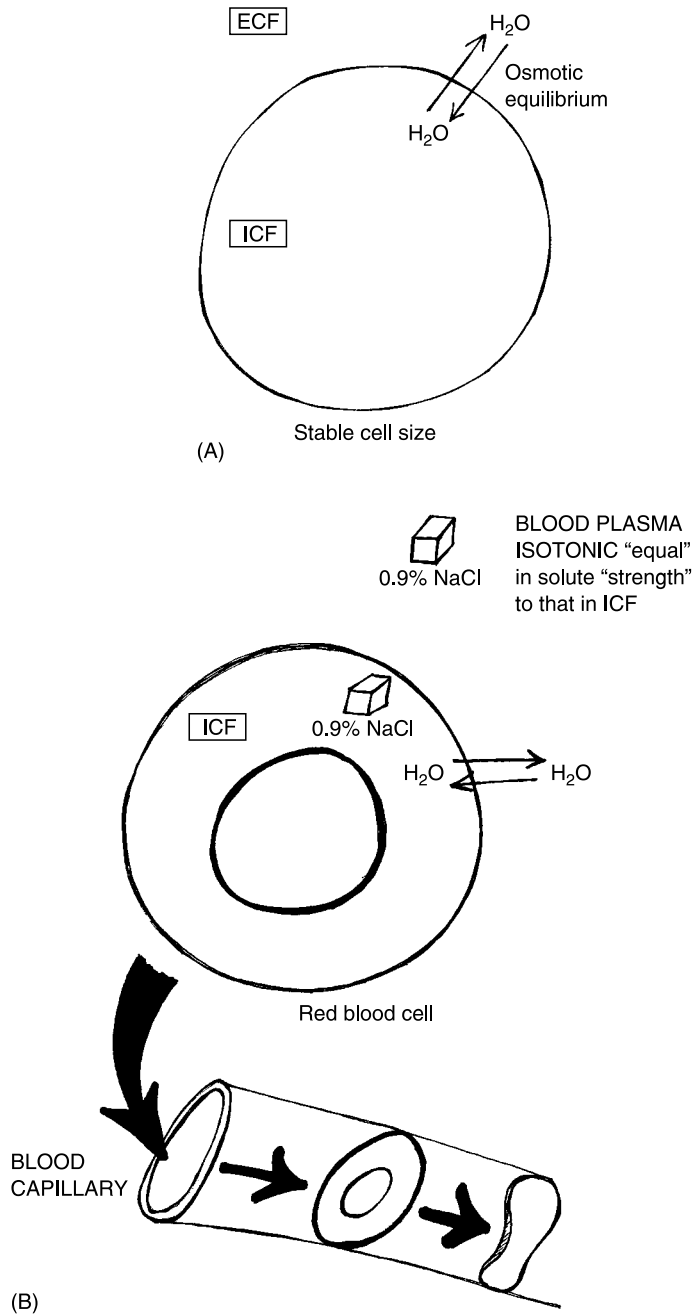 ECF
H₂O
Osmotic
equilibrium
H₂O
ICF
Stable cell size
(A)
BLOOD PLASMA
ISOTONIC “equal”
in solute “strength”
to that in ICF
0.9% NaCl
ICF
0.9% NaCl
H₂O
H₂O
Red blood cell
BLOOD
CAPILLARY
(B)